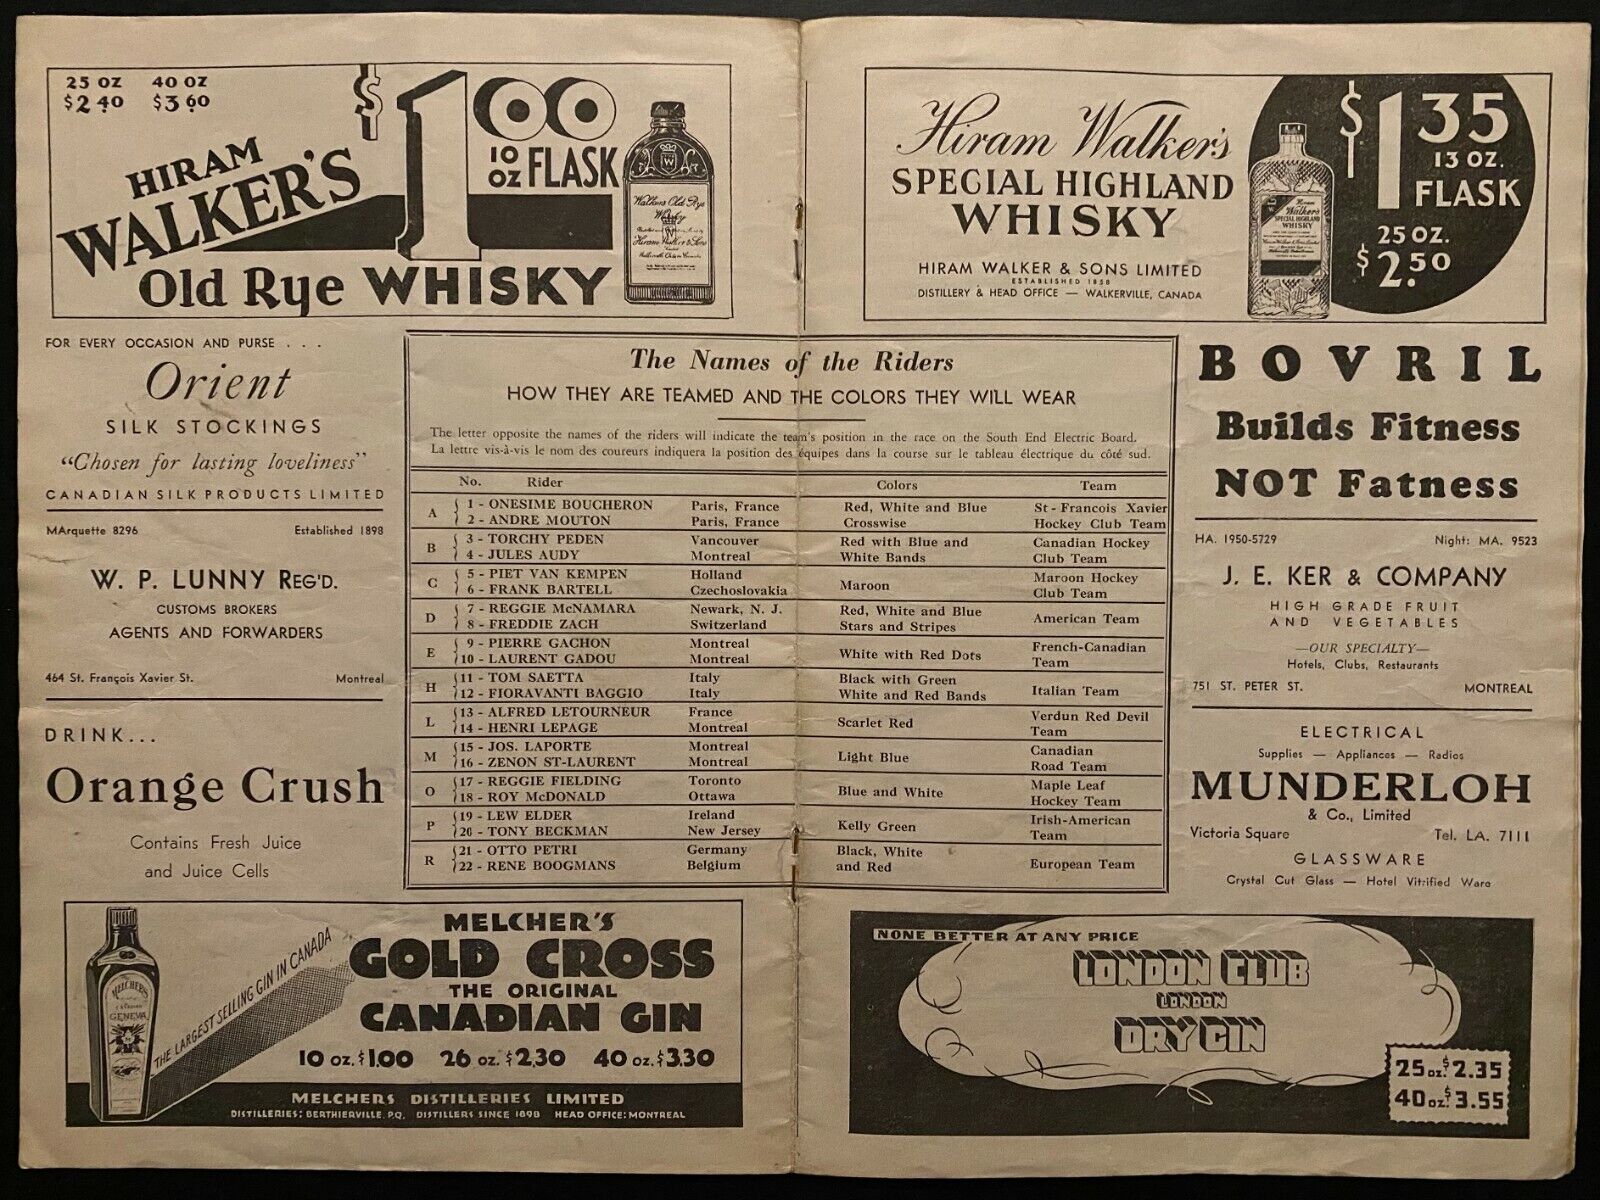 25 OZ 40 OZ
$2.40 $3.60
$1.00
10 OZ FLASK
HIRAM
WALKER'S
Old Rye WHISKY
Walkers Old Rye
Whisky
Hiram Walker & Sons
Hiram Walker's
SPECIAL HIGHLAND
WHISKY
HIRAM WALKER & SONS LIMITED
ESTABLISHED 1858
DISTILLERY & HEAD OFFICE — WALKERVILLE, CANADA
Hiram
Walker's
SPECIAL HIGHLAND
WHISKY
$1.35
13 OZ.
FLASK
25 OZ.
$2.50
FOR EVERY OCCASION AND PURSE . . .
Orient
SILK STOCKINGS
"Chosen for lasting loveliness"
CANADIAN SILK PRODUCTS LIMITED
MArquette 8296 Established 1898
W. P. LUNNY REG'D.
CUSTOMS BROKERS
AGENTS AND FORWARDERS
464 St. François Xavier St. Montreal
DRINK...
Orange Crush
Contains Fresh Juice
and Juice Cells
The Names of the Riders
HOW THEY ARE TEAMED AND THE COLORS THEY WILL WEAR
The letter opposite the names of the riders will indicate the team's position in the race on the South End Electric Board.
La lettre vis-à-vis le nom des coureurs indiquera la position des équipes dans la course sur le tableau électrique du côté sud.
No. Rider Colors Team
A 1 - ONESIME BOUCHERON Paris, France Red, White and Blue St - Francois Xavier
2 - ANDRE MOUTON Paris, France Crosswise Hockey Club Team
B 3 - TORCHY PEDEN Vancouver Red with Blue and Canadian Hockey
4 - JULES AUDY Montreal White Bands Club Team
C 5 - PIET VAN KEMPEN Holland Maroon Maroon Hockey
6 - FRANK BARTELL Czechoslovakia Club Team
D 7 - REGGIE McNAMARA Newark, N. J. Red, White and Blue American Team
8 - FREDDIE ZACH Switzerland Stars and Stripes
E 9 - PIERRE GACHON Montreal White with Red Dots French-Canadian
10 - LAURENT GADOU Montreal Team
H 11 - TOM SAETTA Italy Black with Green Italian Team
12 - FIORAVANTI BAGGIO Italy White and Red Bands
L 13 - ALFRED LETOURNEUR France Scarlet Red Verdun Red Devil
14 - HENRI LEPAGE Montreal Team
M 15 - JOS. LAPORTE Montreal Light Blue Canadian
16 - ZENON ST-LAURENT Montreal Road Team
O 17 - REGGIE FIELDING Toronto Blue and White Maple Leaf
18 - ROY McDONALD Ottawa Hockey Team
P 19 - LEW ELDER Ireland Kelly Green Irish-American
20 - TONY BECKMAN New Jersey Team
R 21 - OTTO PETRI Germany Black, White European Team
22 - RENE BOOGMANS Belgium and Red
BOVRIL
Builds Fitness
NOT Fatness
HA. 1950-5729 Night: MA. 9523
J. E. KER & COMPANY
HIGH GRADE FRUIT
AND VEGETABLES
—OUR SPECIALTY—
Hotels, Clubs, Restaurants
751 ST. PETER ST. MONTREAL
ELECTRICAL
Supplies — Appliances — Radios
MUNDERLOH
& Co., Limited
Victoria Square Tel. LA. 7111
GLASSWARE
Crystal Cut Glass — Hotel Vitrified Ware
MELCHER'S
GENEVA
THE LARGEST SELLING GIN IN CANADA
MELCHER'S
GOLD CROSS
THE ORIGINAL
CANADIAN GIN
10 oz. $1.00 26 oz. $2.30 40 oz. $3.30
MELCHERS DISTILLERIES LIMITED
DISTILLERIES: BERTHIERVILLE, P.Q. DISTILLERS SINCE 1898 HEAD OFFICE: MONTREAL
NONE BETTER AT ANY PRICE
LONDON CLUB
LONDON
DRY GIN
25 oz. $2.35
40 oz. $3.55